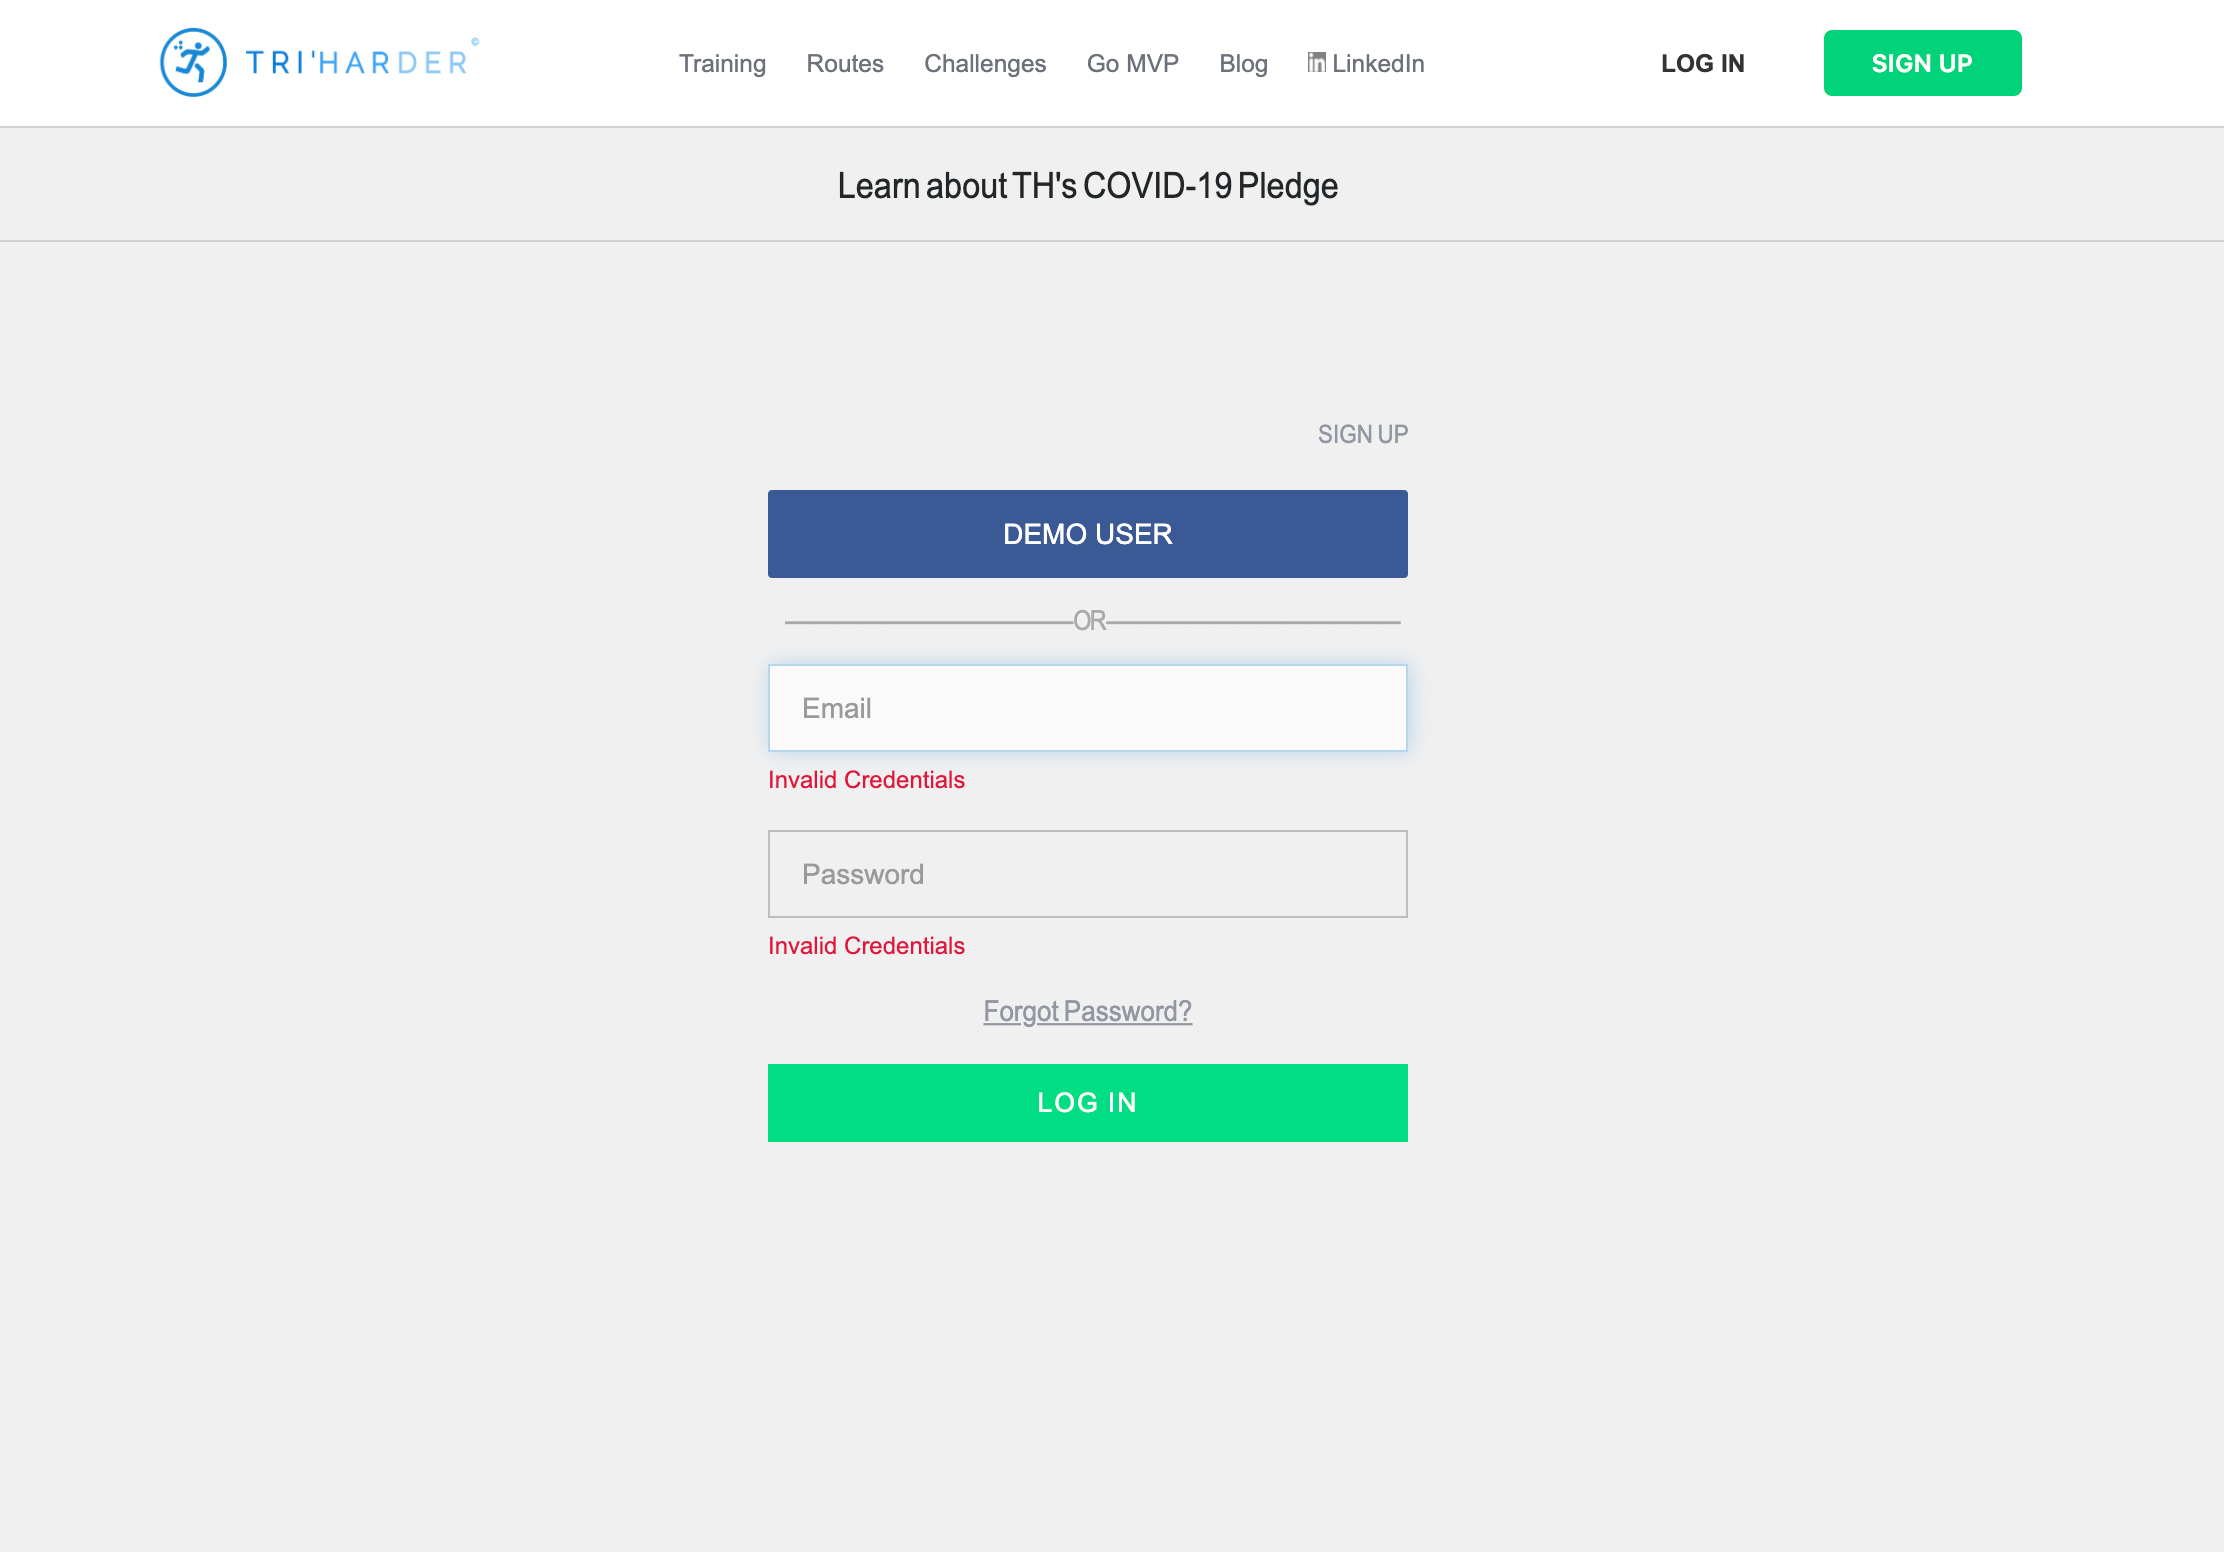 TRI'HARDER©
Training Routes Challenges Go MVP Blog in LinkedIn LOG IN SIGN UP
Learn about TH's COVID-19 Pledge
SIGN UP
DEMO USER
OR
Email
Invalid Credentials
Password
Invalid Credentials
Forgot Password?
LOG IN